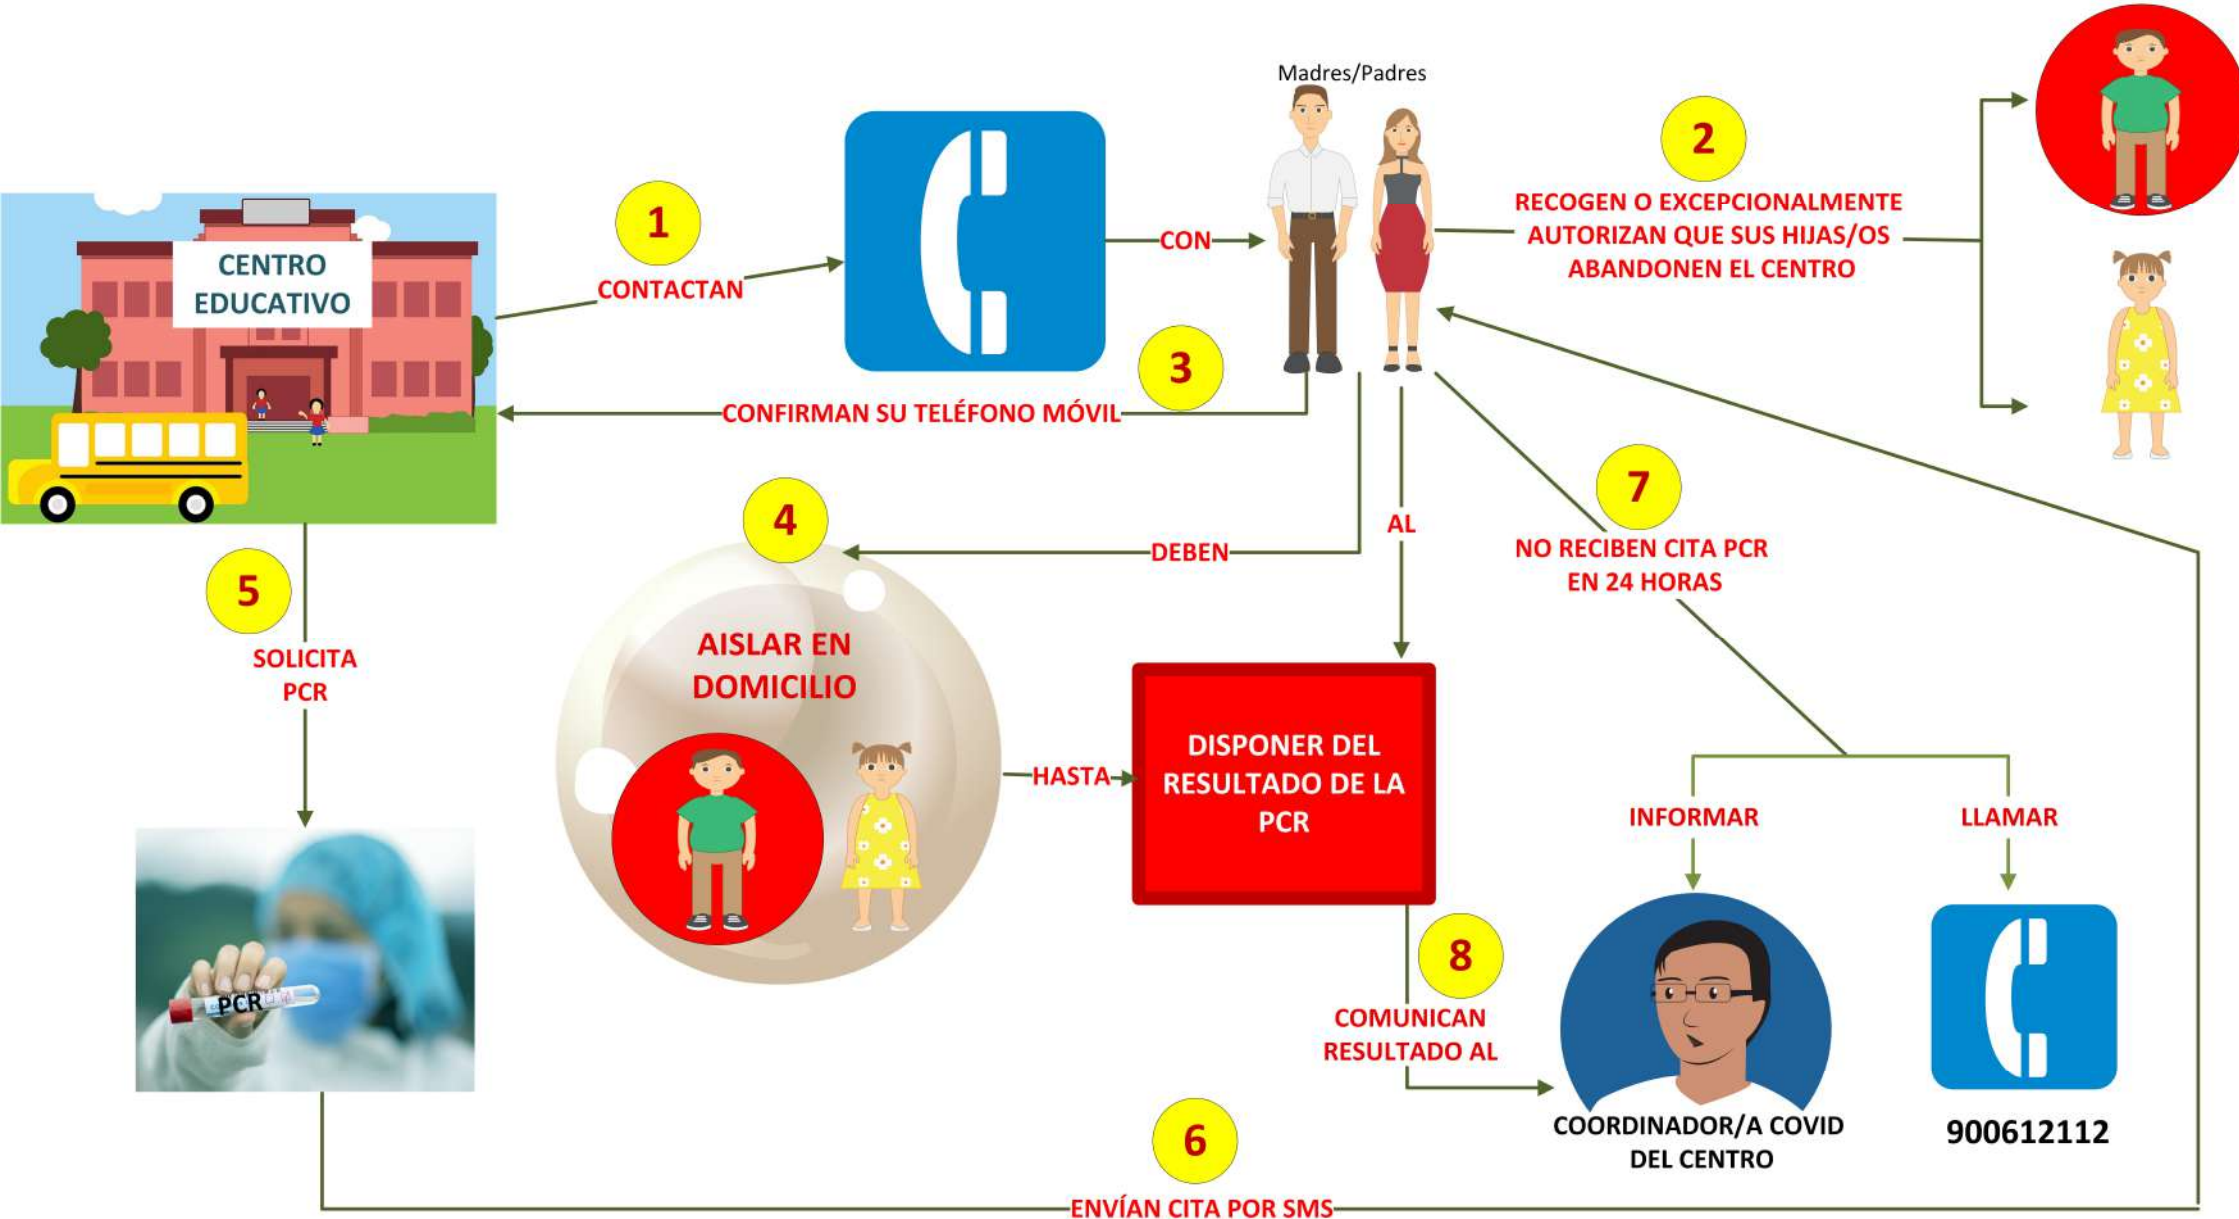 Madres/Padres
2
RECOGEN O EXCEPCIONALMENTE
AUTORIZAN QUE SUS HIJAS/OS
ABANDONEN EL CENTRO
1
CENTRO
EDUCATIVO
CONTACTAN
CON
3
CONFIRMAN SU TELÉFONO MÓVIL
4
DEBEN
AL
7
NO RECIBEN CITA PCR
EN 24 HORAS
5
SOLICITA
PCR
AISLAR EN
DOMICILIO
HASTA
DISPONER DEL
RESULTADO DE LA
PCR
INFORMAR
LLAMAR
PCR
8
COMUNICAN
RESULTADO AL
COORDINADOR/A COVID
DEL CENTRO
900612112
6
ENVÍAN CITA POR SMS